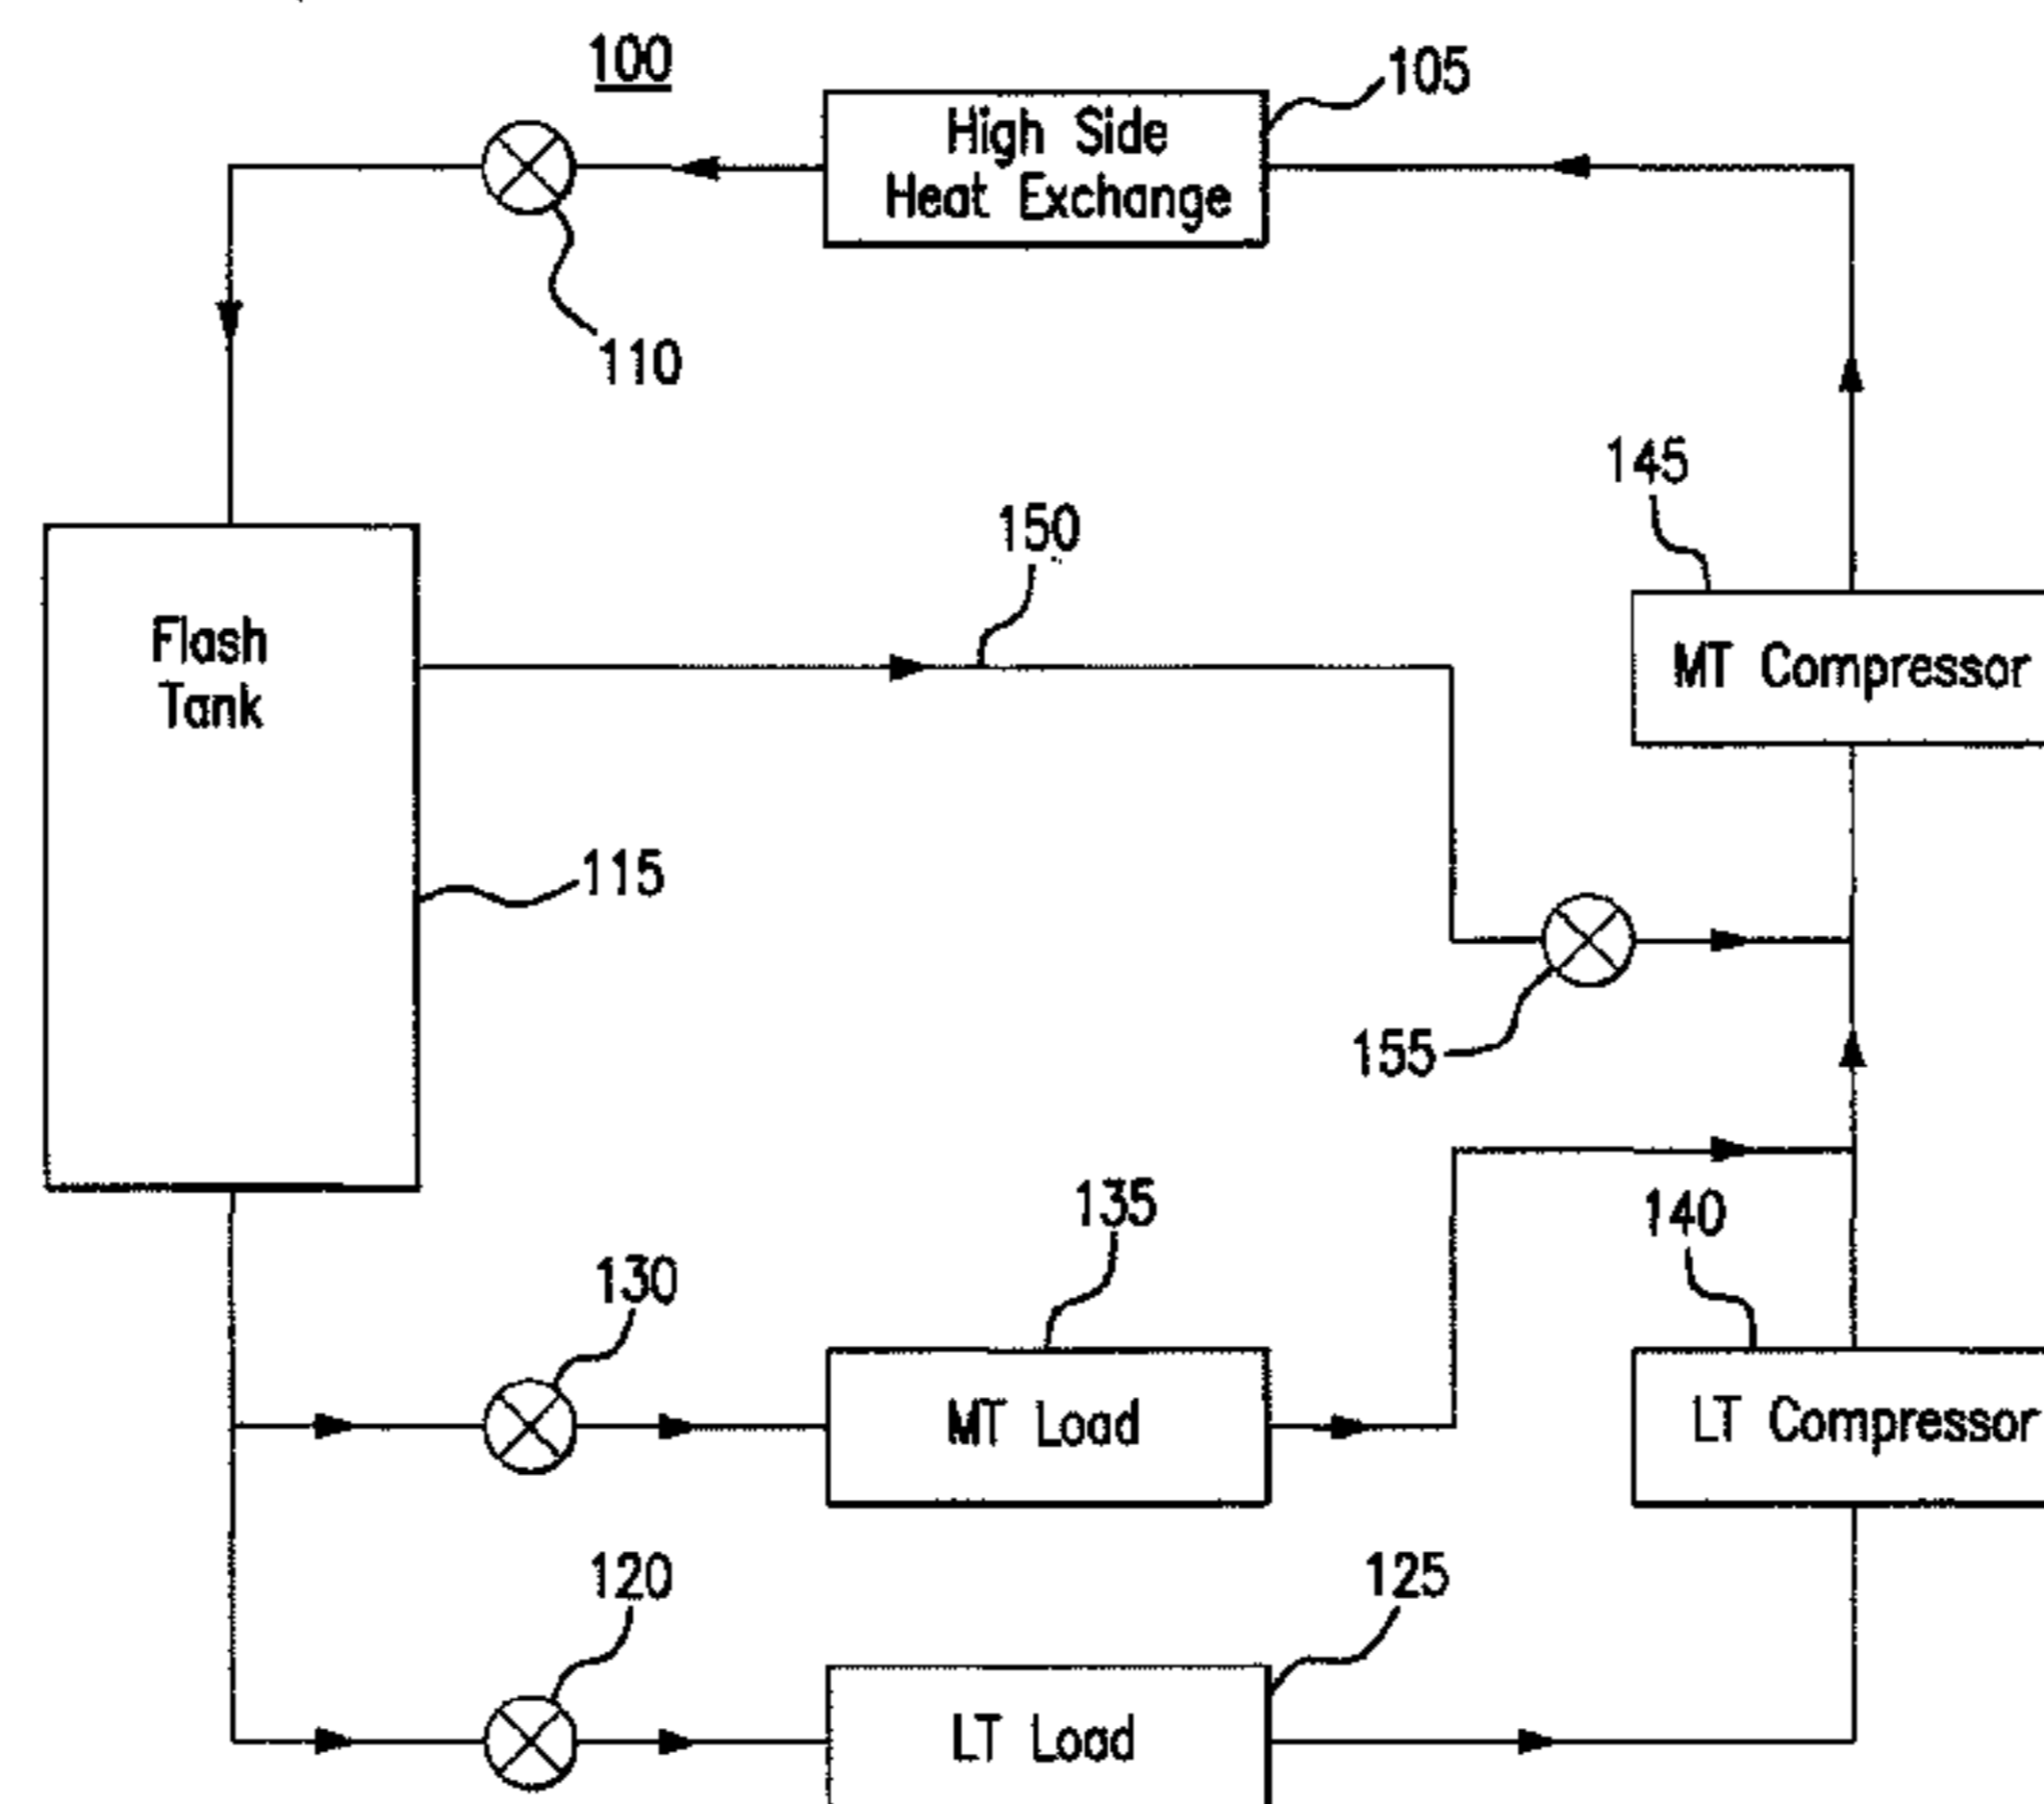 100
105
High Side
Heat Exchange
110
145
150
Flash
Tank
MT Compressor
115
155
135
140
130
MT Load
LT Compressor
120
125
LT Load